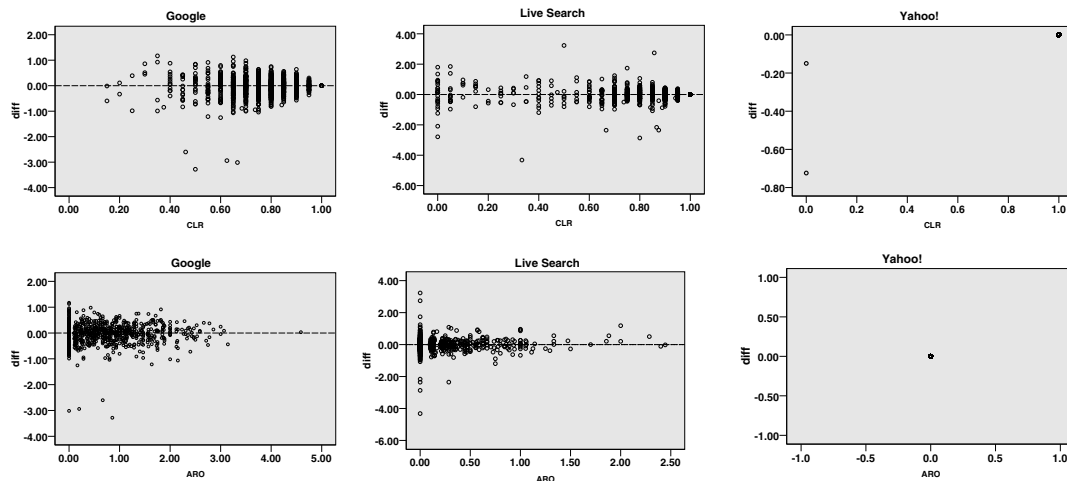 Google
2.00
1.00
0.00
-1.00
-2.00
-3.00
-4.00
diff
0.00 0.20 0.40 0.60 0.80 1.00
CLR
Live Search
4.00
2.00
0.00
-2.00
-4.00
-6.00
diff
0.00 0.20 0.40 0.60 0.80 1.00
CLR
Yahoo!
0.00
-0.20
-0.40
-0.60
-0.80
diff
0.0 0.2 0.4 0.6 0.8 1.0
CLR
Google
2.00
1.00
0.00
-1.00
-2.00
-3.00
-4.00
diff
0.00 1.00 2.00 3.00 4.00 5.00
ARO
Live Search
4.00
2.00
0.00
-2.00
-4.00
-6.00
diff
0.00 0.50 1.00 1.50 2.00 2.50
ARO
Yahoo!
1.00
0.50
0.00
-0.50
-1.00
diff
-1.0 -0.5 0.0 0.5 1.0
ARO